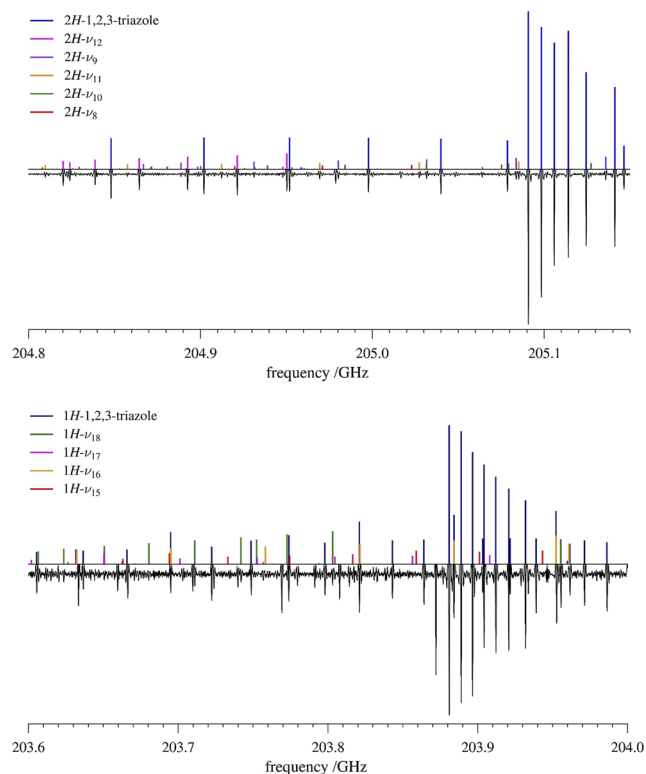 2H-1,2,3-triazole
2H-ν12
2H-ν9
2H-ν11
2H-ν10
2H-ν8
204.8 204.9 205.0 205.1
frequency /GHz
1H-1,2,3-triazole
1H-ν18
1H-ν17
1H-ν16
1H-ν15
203.6 203.7 203.8 203.9 204.0
frequency /GHz